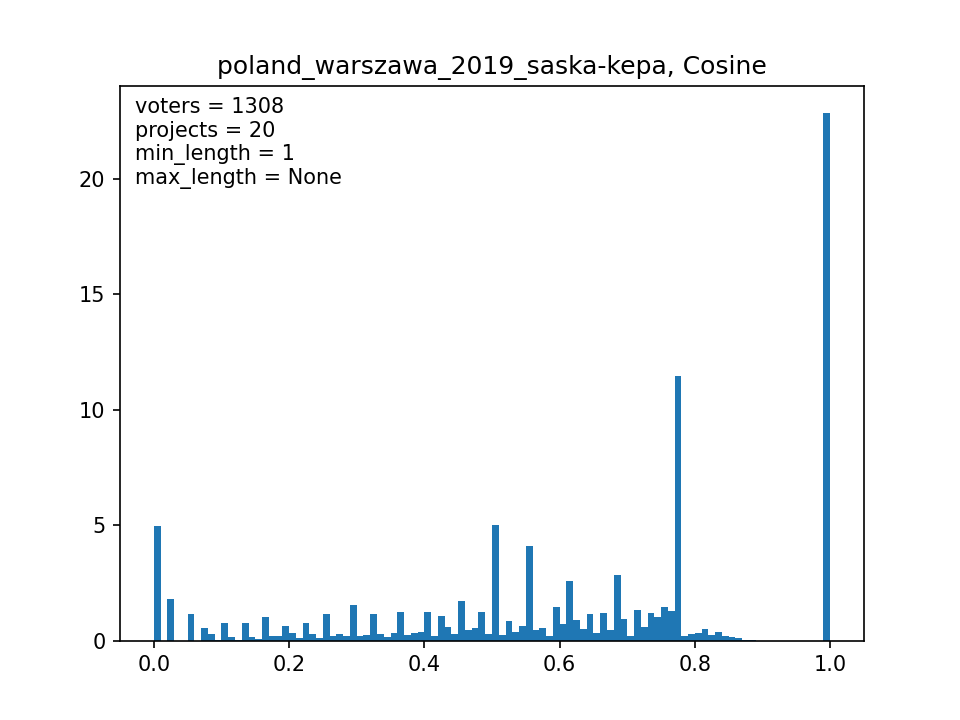 poland_warszawa_2019_saska-kepa, Cosine
voters = 1308
projects = 20
min_length = 1
max_length = None
20
15
10
5
0
0.0 0.2 0.4 0.6 0.8 1.0